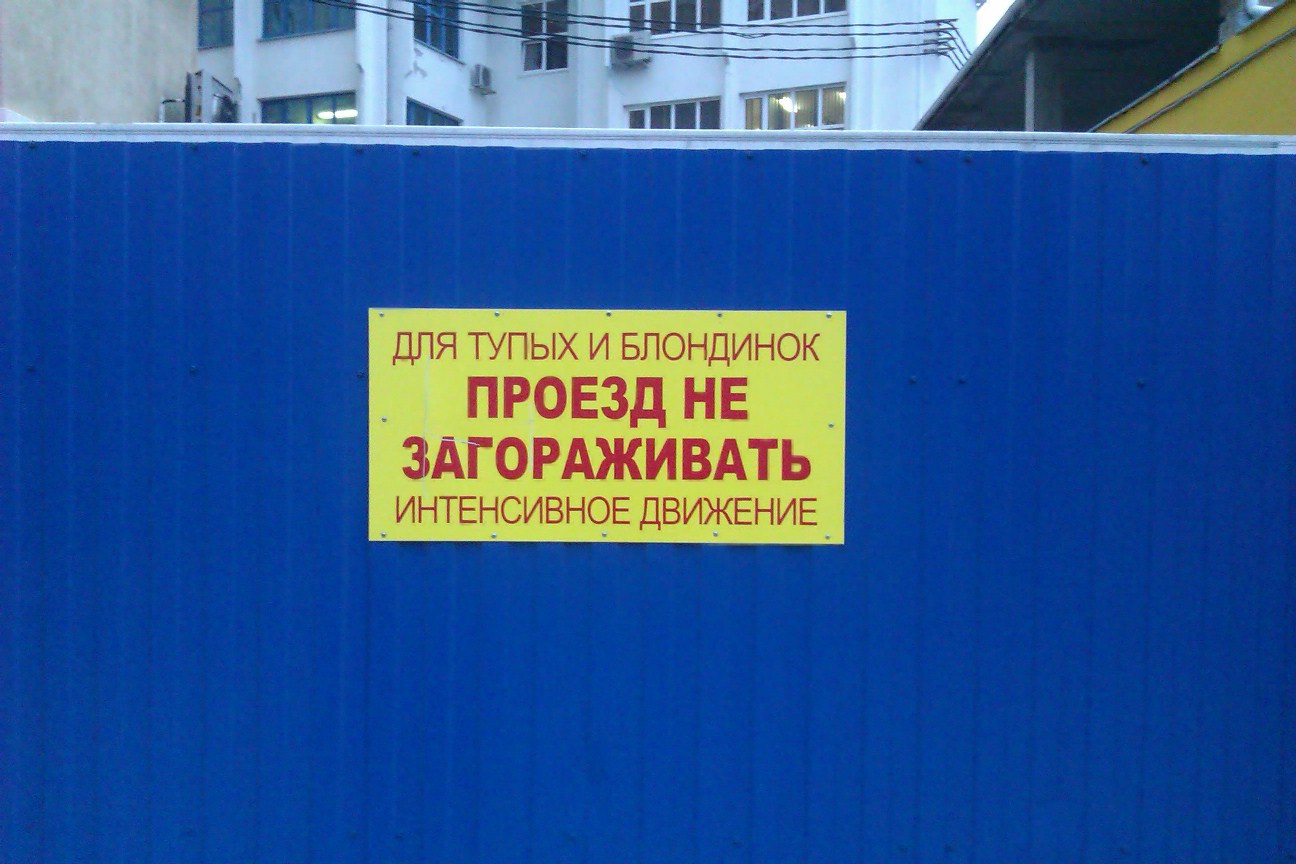 ДЛЯ ТУПЫХ И БЛОНДИНОК
ПРОЕЗД НЕ
ЗАГОРАЖИВАТЬ
ИНТЕНСИВНОЕ ДВИЖЕНИЕ